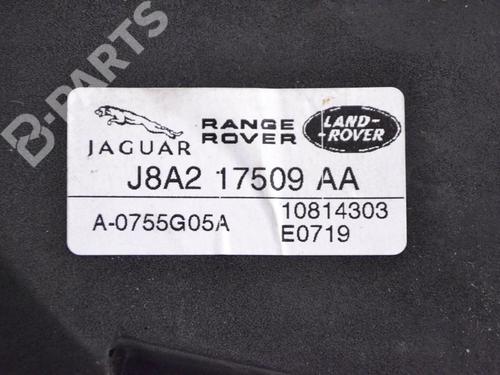 B-PARTS
JAGUAR
RANGE
ROVER
LAND-
-ROVER
J8A2 17509 AA
A-0755G05A
10814303
E0719